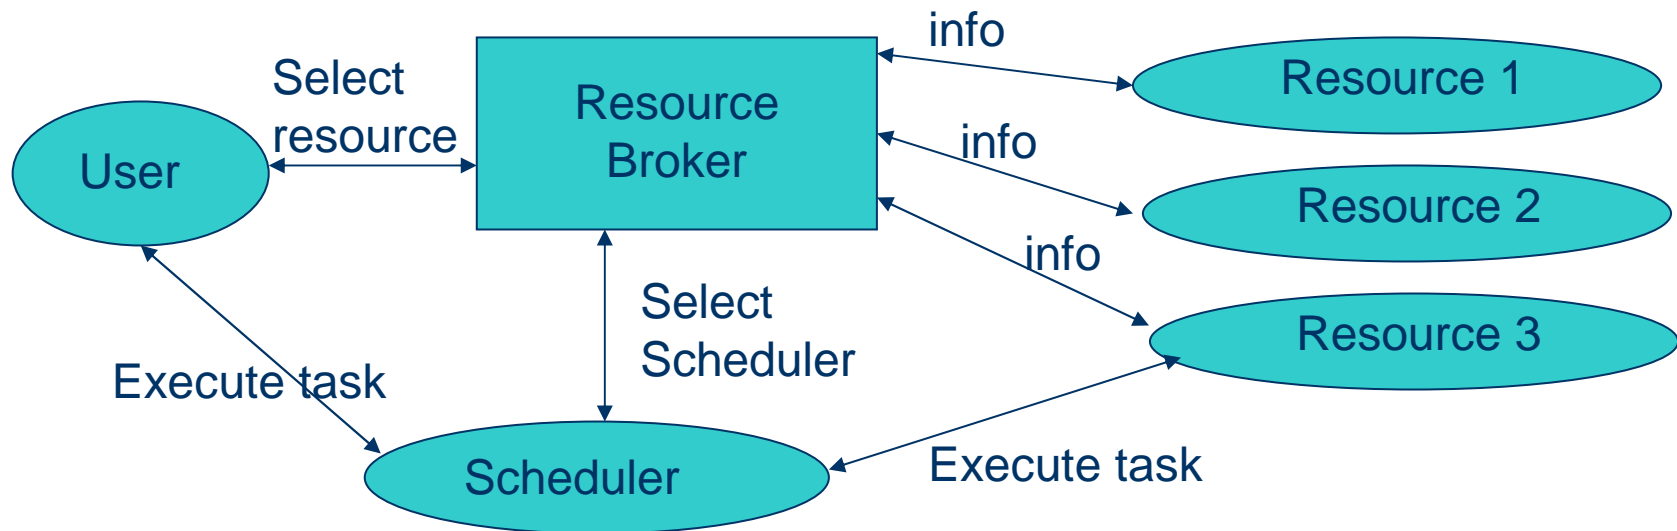 info
Resource 1
Select
resource
Resource
Broker
User
info
Resource 2
info
Resource 3
Select
Scheduler
Execute task
Scheduler
Execute task